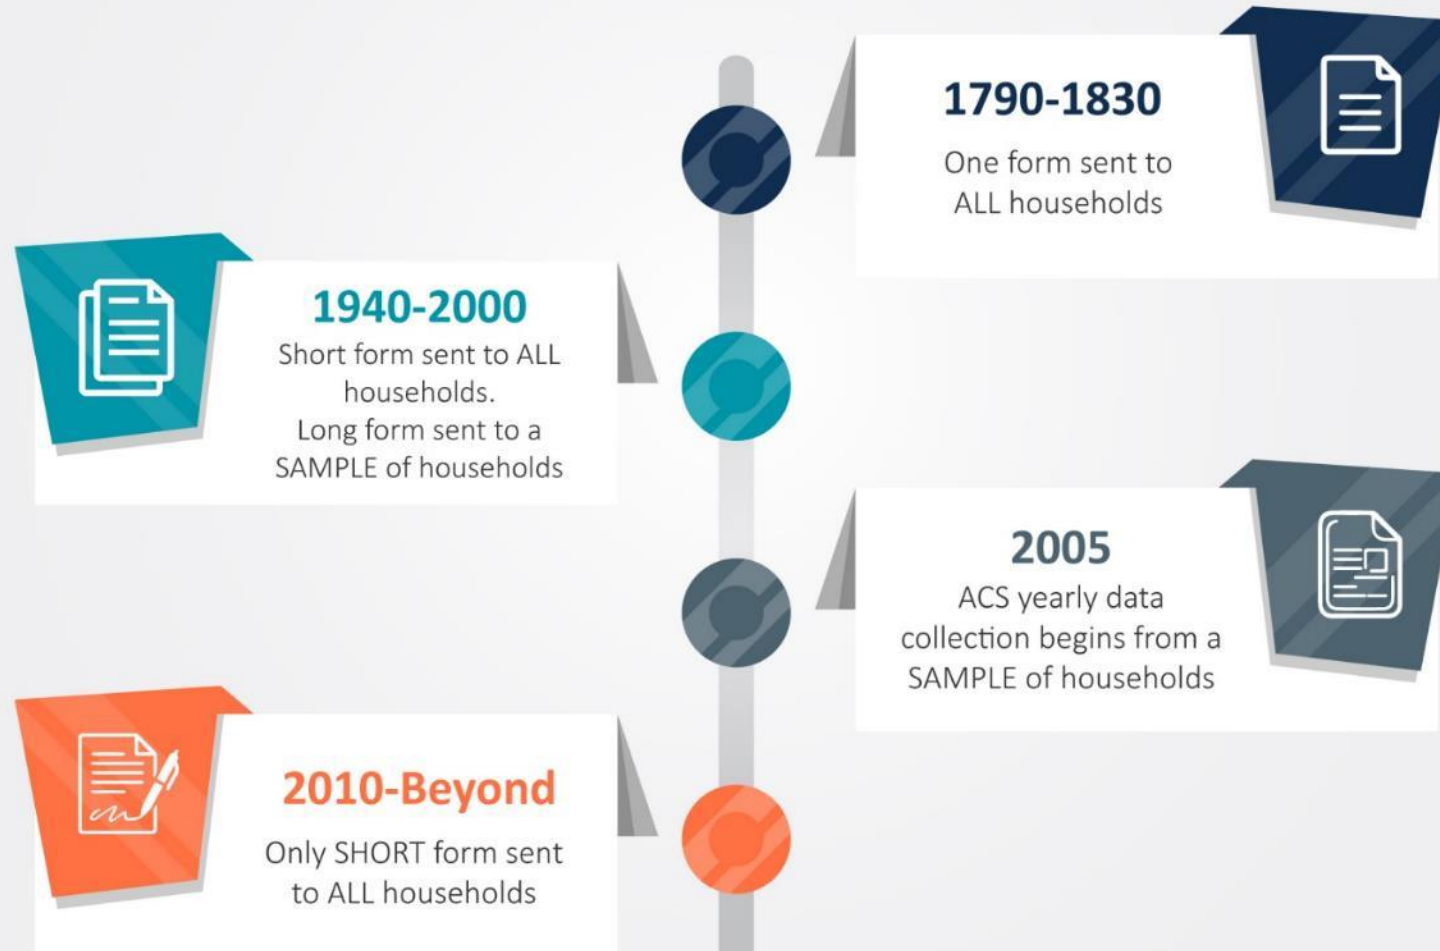 1790-1830
One form sent to
ALL households
1940-2000
Short form sent to ALL
households.
Long form sent to a
SAMPLE of households
2005
ACS yearly data
collection begins from a
SAMPLE of households
2010-Beyond
Only SHORT form sent
to ALL households